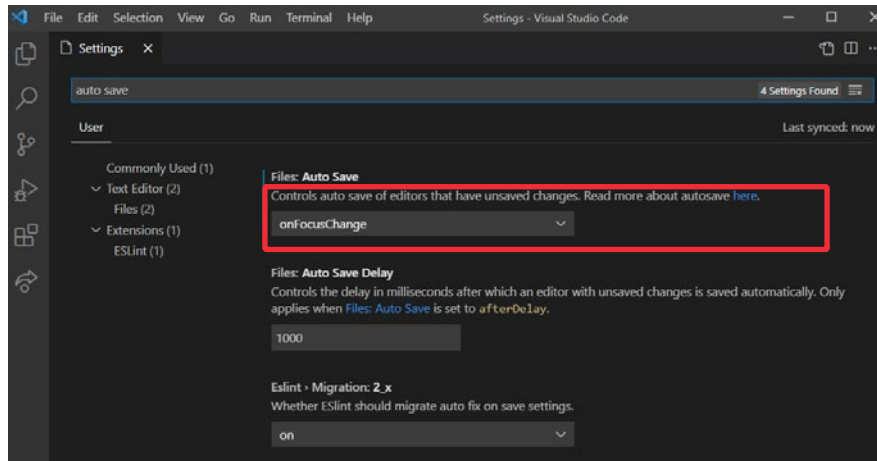 File Edit Selection View Go Run Terminal Help Settings - Visual Studio Code
Settings
auto save 4 Settings Found
User Last synced: now
Commonly Used (1)
Text Editor (2)
Files (2)
Extensions (1)
ESLint (1)
Files: Auto Save
Controls auto save of editors that have unsaved changes. Read more about autosave here.
onFocusChange
Files: Auto Save Delay
Controls the delay in milliseconds after which an editor with unsaved changes is saved automatically. Only
applies when Files: Auto Save is set to afterDelay.
1000
Eslint › Migration: 2_x
Whether ESlint should migrate auto fix on save settings.
on